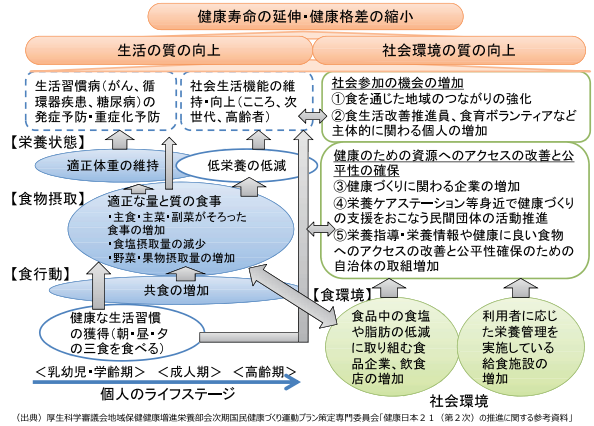 健康寿命の延伸・健康格差の縮小
生活の質の向上
社会環境の質の向上
生活習慣病(がん、循
環器疾患、糖尿病)の
発症予防・重症化予防
社会生活機能の維
持・向上(こころ、次
世代、高齢者)
社会参加の機会の増加
①食を通じた地域のつながりの強化
②食生活改善推進員、食育ボランティアなど
主体的に関わる個人の増加
【栄養状態】
適正体重の維持
低栄養の低減
健康のための資源へのアクセスの改善と公
平性の確保
③健康づくりに関わる企業の増加
④栄養ケアステーション等身近で健康づくり
の支援をおこなう民間団体の活動推進
⑤栄養指導・栄養情報や健康に良い食物
へのアクセスの改善と公平性確保のための
自治体の取組増加
【食物摂取】
適正な量と質の食事
・主食・主菜・副菜がそろった
食事の増加
・食塩摂取量の減少
・野菜・果物摂取量の増加
【食行動】
共食の増加
【食環境】
健康な生活習慣
の獲得(朝・昼・夕
の三食を食べる)
食品中の食塩
や脂肪の低減
に取り組む食
品企業、飲食
店の増加
利用者に応じ
た栄養管理を
実施している
給食施設の
増加
＜乳幼児・学齢期＞ ＜成人期＞ ＜高齢期＞
個人のライフステージ
社会環境
（出典）厚生科学審議会地域保健健康増進栄養部会次期国民健康づくり運動プラン策定専門委員会「健康日本２１（第２次）の推進に関する参考資料」